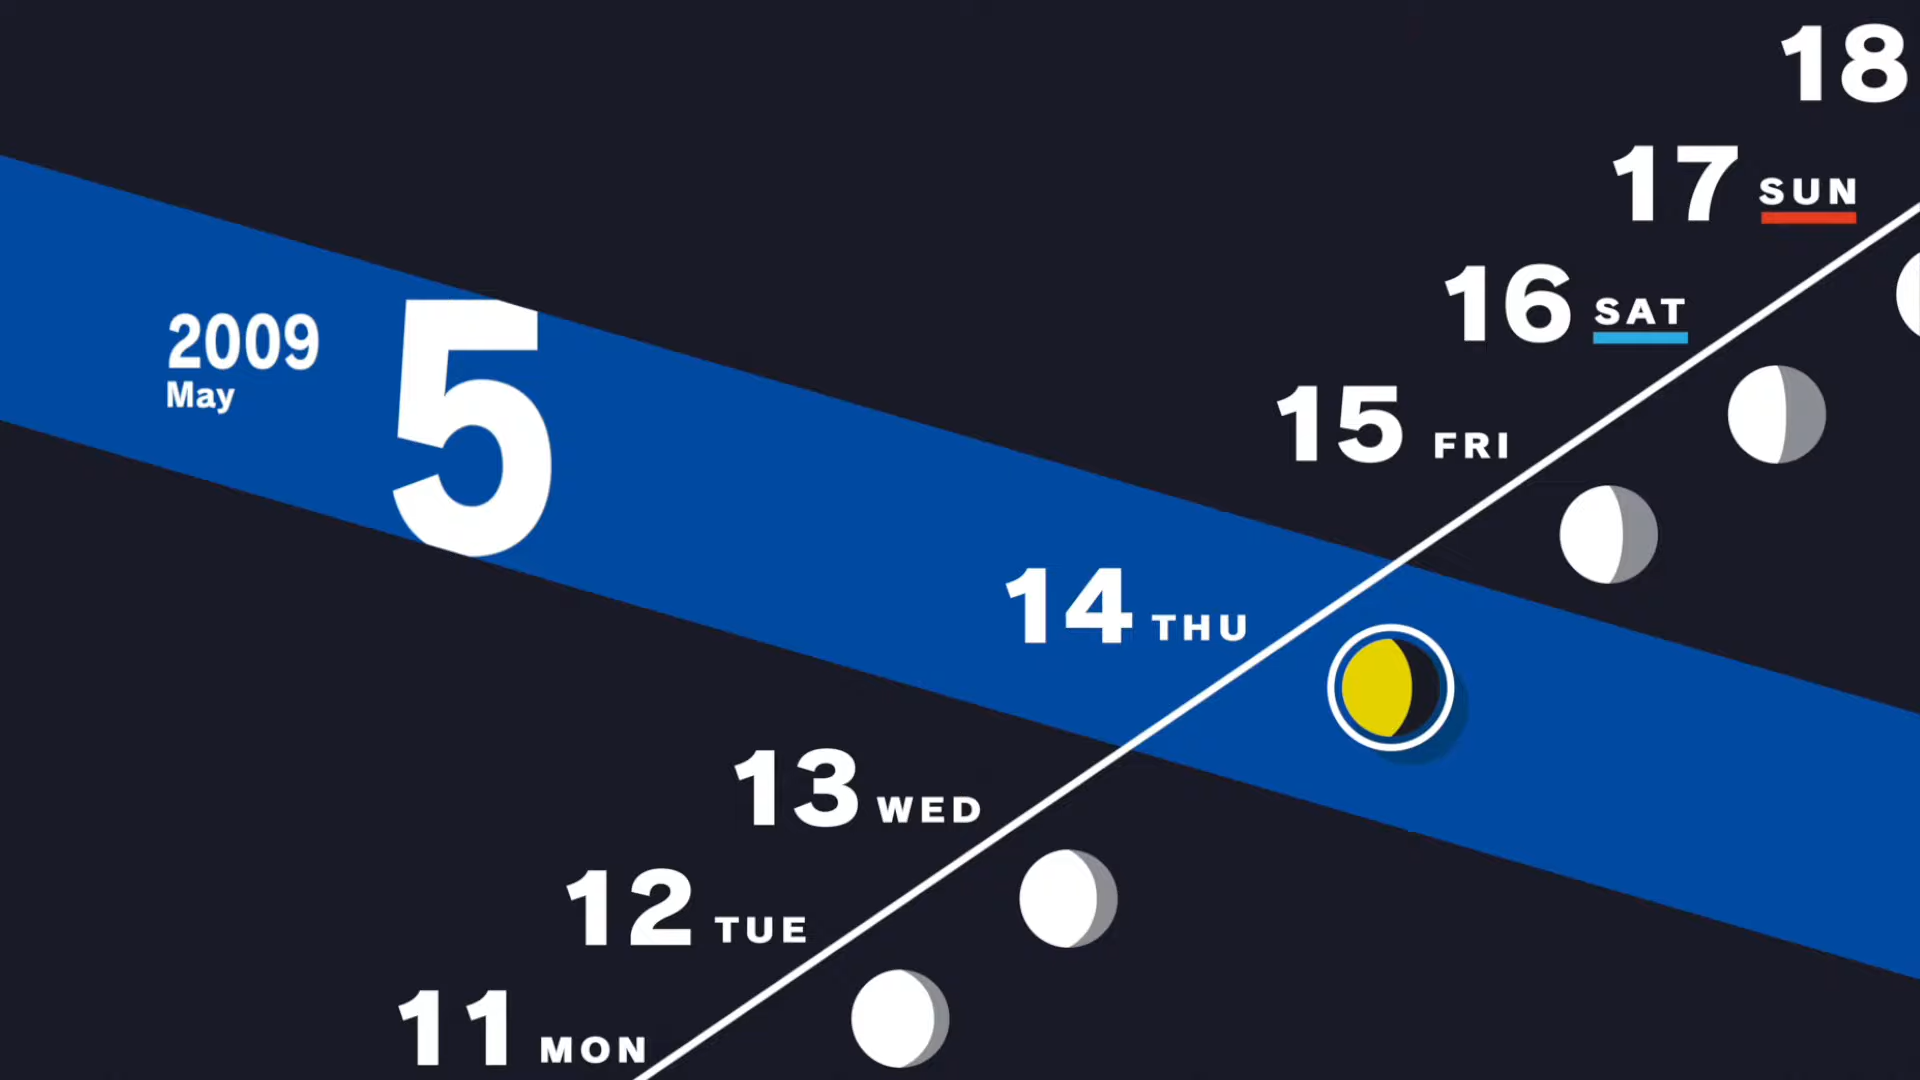 18
17 SUN
16 SAT
2009
May
5
15 FRI
14 THU
13 WED
12 TUE
11 MON